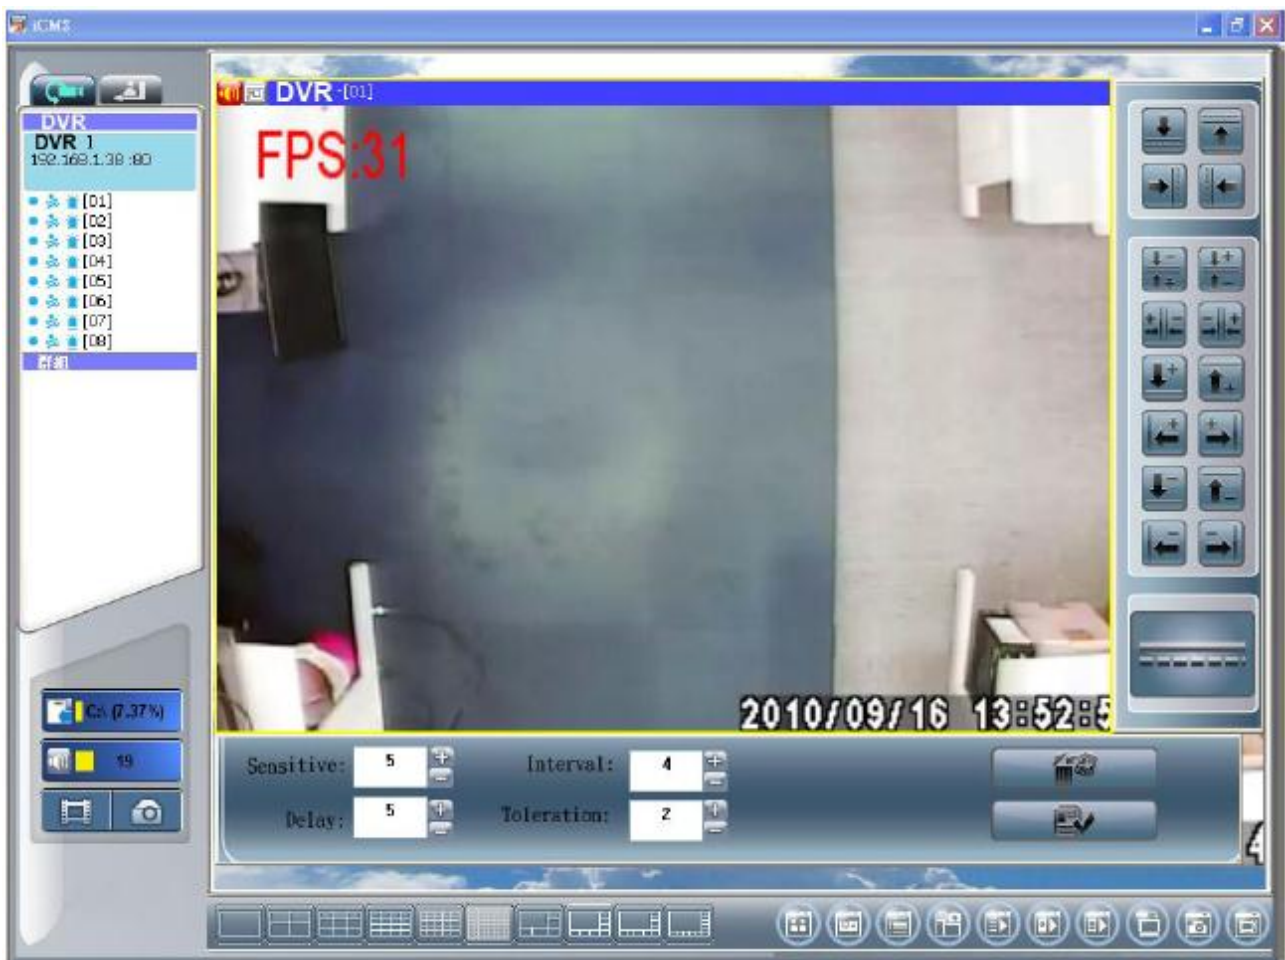 iCMS
DVR
DVR 1
192.168.1.38 :80
[01]
[02]
[03]
[04]
[05]
[06]
[07]
[08]
群組
DVR -[01]
FPS:31
2010/09/16 13:52:5
C:\ (7.37%)
19
Sensitive: 5
Interval: 4
Delay: 5
Toleration: 2